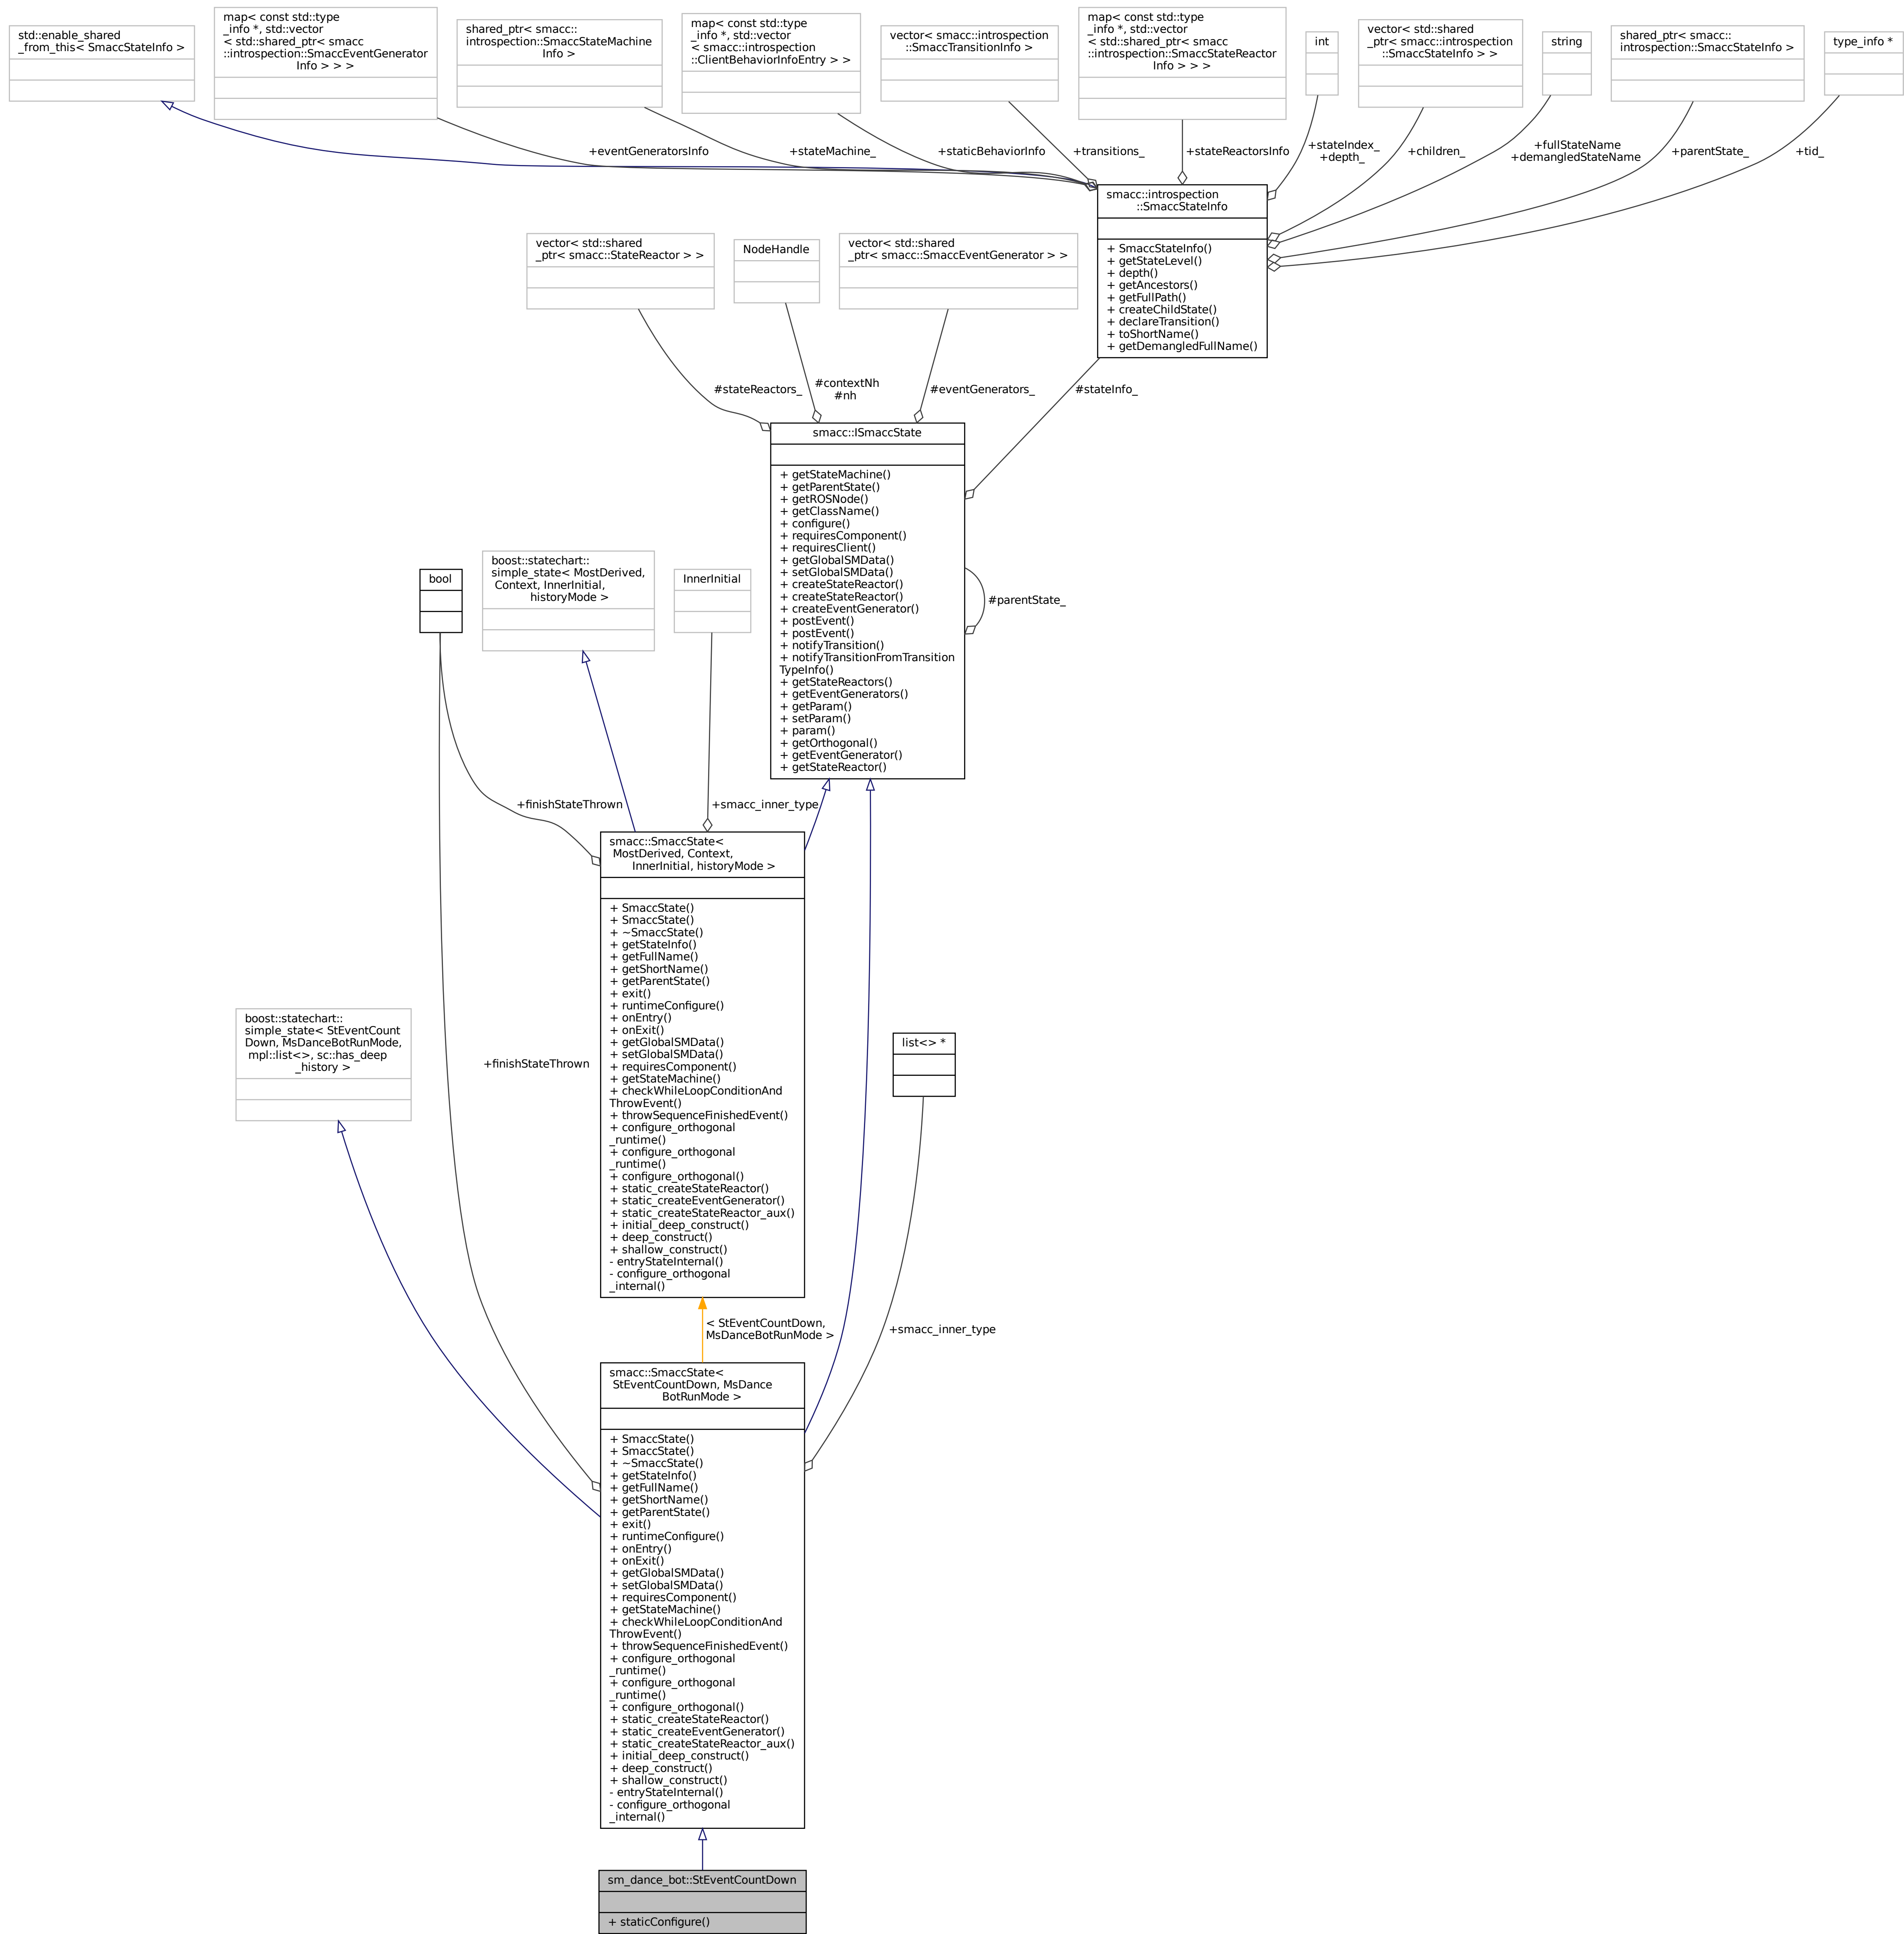 std::enable_shared
_from_this< SmaccStateInfo >
map< const std::type
_info *, std::vector
< std::shared_ptr< smacc
::introspection::SmaccEventGenerator
Info > > >
shared_ptr< smacc::
introspection::SmaccStateMachine
Info >
map< const std::type
_info *, std::vector
< smacc::introspection
::ClientBehaviorInfoEntry > >
vector< smacc::introspection
::SmaccTransitionInfo >
map< const std::type
_info *, std::vector
< std::shared_ptr< smacc
::introspection::SmaccStateReactor
Info > > >
int
vector< std::shared
_ptr< smacc::introspection
::SmaccStateInfo > >
string
shared_ptr< smacc::
introspection::SmaccStateInfo >
type_info *
+eventGeneratorsInfo
+stateMachine_
+staticBehaviorInfo
+transitions_
+stateReactorsInfo
+stateIndex_
+depth_
+children_
+fullStateName
+demangledStateName
+parentState_
+tid_
smacc::introspection
::SmaccStateInfo
+ SmaccStateInfo()
+ getStateLevel()
+ depth()
+ getAncestors()
+ getFullPath()
+ createChildState()
+ declareTransition()
+ toShortName()
+ getDemangledFullName()
vector< std::shared
_ptr< smacc::StateReactor > >
NodeHandle
vector< std::shared
_ptr< smacc::SmaccEventGenerator > >
#stateReactors_
#contextNh
#nh
#eventGenerators_
#stateInfo_
smacc::ISmaccState
+ getStateMachine()
+ getParentState()
+ getROSNode()
+ getClassName()
+ configure()
+ requiresComponent()
+ requiresClient()
+ getGlobalSMData()
+ setGlobalSMData()
+ createStateReactor()
+ createStateReactor()
+ createEventGenerator()
+ postEvent()
+ postEvent()
+ notifyTransition()
+ notifyTransitionFromTransition
TypeInfo()
+ getStateReactors()
+ getEventGenerators()
+ getParam()
+ setParam()
+ param()
+ getOrthogonal()
+ getEventGenerator()
+ getStateReactor()
#parentState_
bool
boost::statechart::
simple_state< MostDerived,
Context, InnerInitial,
historyMode >
InnerInitial
+finishStateThrown
+smacc_inner_type
smacc::SmaccState<
MostDerived, Context,
InnerInitial, historyMode >
+ SmaccState()
+ SmaccState()
+ ~SmaccState()
+ getStateInfo()
+ getFullName()
+ getShortName()
+ getParentState()
+ exit()
+ runtimeConfigure()
+ onEntry()
+ onExit()
+ getGlobalSMData()
+ setGlobalSMData()
+ requiresComponent()
+ getStateMachine()
+ checkWhileLoopConditionAnd
ThrowEvent()
+ throwSequenceFinishedEvent()
+ configure_orthogonal
_runtime()
+ configure_orthogonal
_runtime()
+ configure_orthogonal()
+ static_createStateReactor()
+ static_createEventGenerator()
+ static_createStateReactor_aux()
+ initial_deep_construct()
+ deep_construct()
+ shallow_construct()
- entryStateInternal()
- configure_orthogonal
_internal()
boost::statechart::
simple_state< StEventCount
Down, MsDanceBotRunMode,
mpl::list<>, sc::has_deep
_history >
+finishStateThrown
list<> *
< StEventCountDown,
MsDanceBotRunMode >
+smacc_inner_type
smacc::SmaccState<
StEventCountDown, MsDance
BotRunMode >
+ SmaccState()
+ SmaccState()
+ ~SmaccState()
+ getStateInfo()
+ getFullName()
+ getShortName()
+ getParentState()
+ exit()
+ runtimeConfigure()
+ onEntry()
+ onExit()
+ getGlobalSMData()
+ setGlobalSMData()
+ requiresComponent()
+ getStateMachine()
+ checkWhileLoopConditionAnd
ThrowEvent()
+ throwSequenceFinishedEvent()
+ configure_orthogonal
_runtime()
+ configure_orthogonal
_runtime()
+ configure_orthogonal()
+ static_createStateReactor()
+ static_createEventGenerator()
+ static_createStateReactor_aux()
+ initial_deep_construct()
+ deep_construct()
+ shallow_construct()
- entryStateInternal()
- configure_orthogonal
_internal()
sm_dance_bot::StEventCountDown
+ staticConfigure()